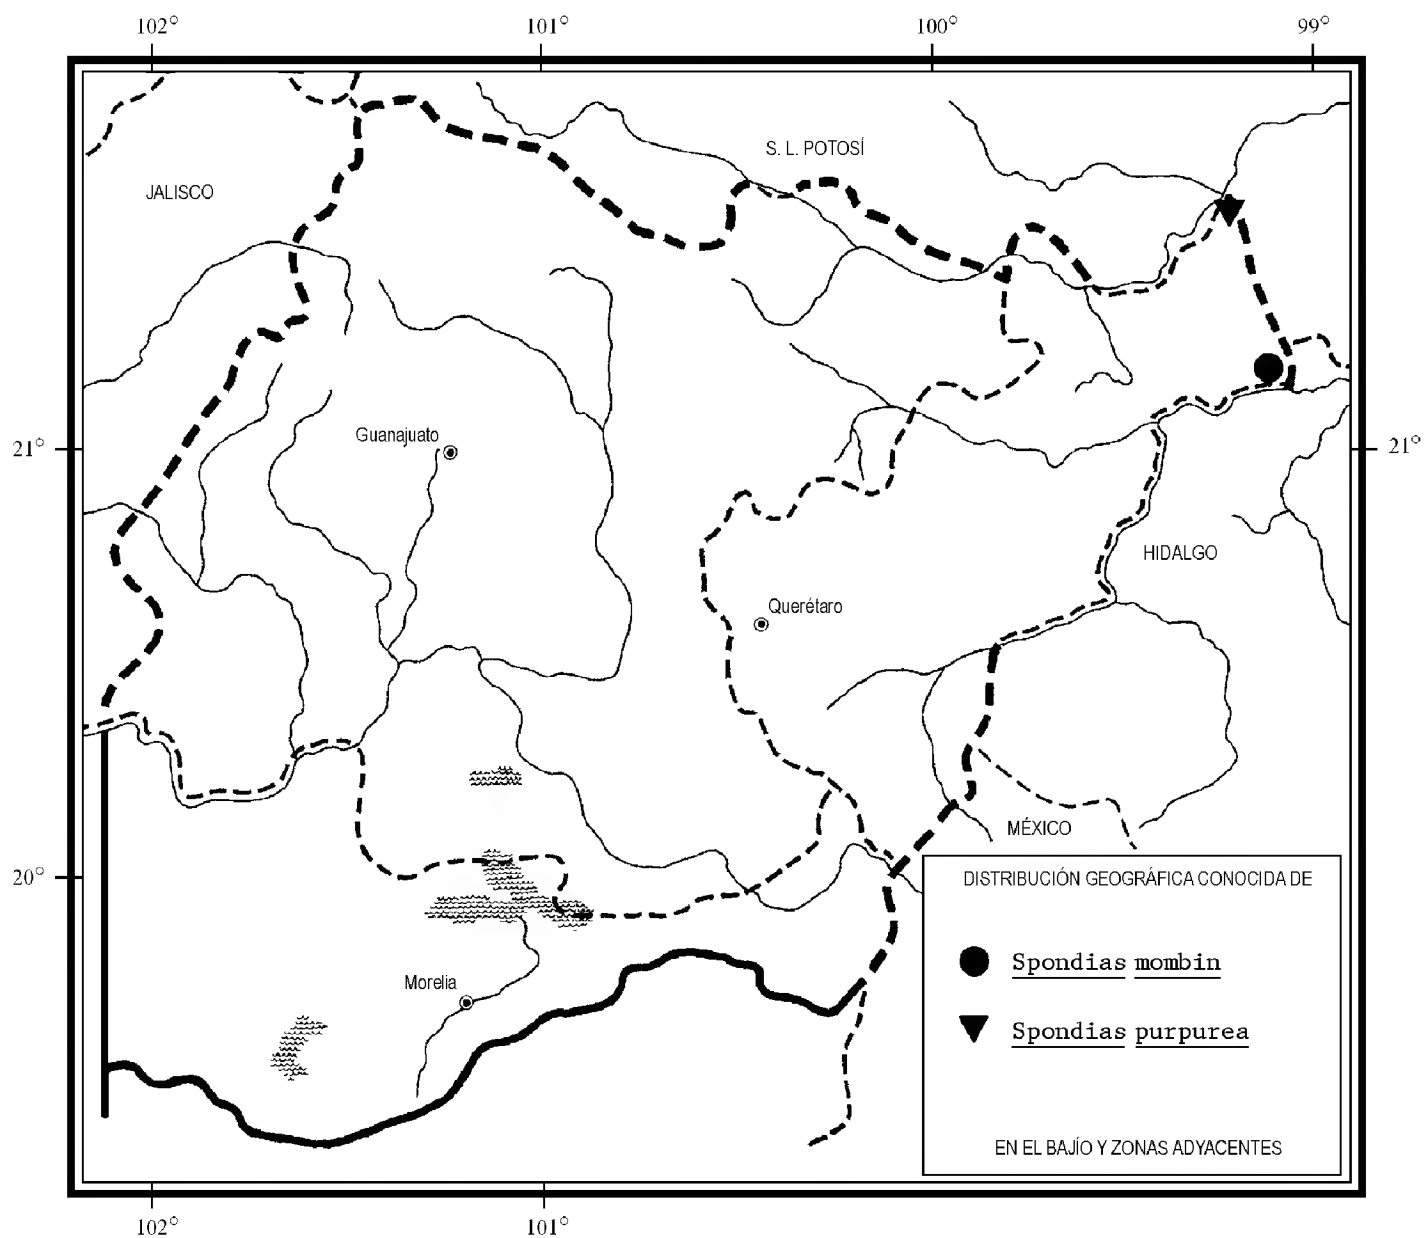 102° 101° 100° 99°
S. L. POTOSÍ
JALISCO
Guanajuato
21° 21°
HIDALGO
Querétaro
MÉXICO
20°
DISTRIBUCIÓN GEOGRÁFICA CONOCIDA DE
Spondias mombin
Morelia
Spondias purpurea
EN EL BAJÍO Y ZONAS ADYACENTES
102° 101°